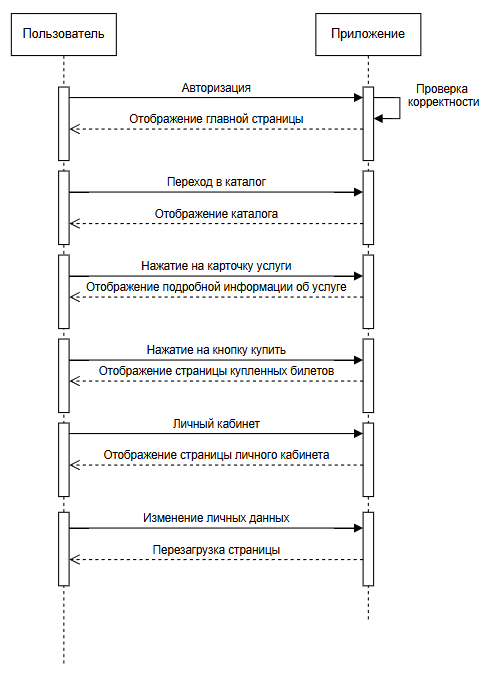 Пользователь
Приложение
Авторизация
Проверка
корректности
Отображение главной страницы
Переход в каталог
Отображение каталога
Нажатие на карточку услуги
Отображение подробной информации об услуге
Нажатие на кнопку купить
Отображение страницы купленных билетов
Личный кабинет
Отображение страницы личного кабинета
Изменение личных данных
Перезагрузка страницы